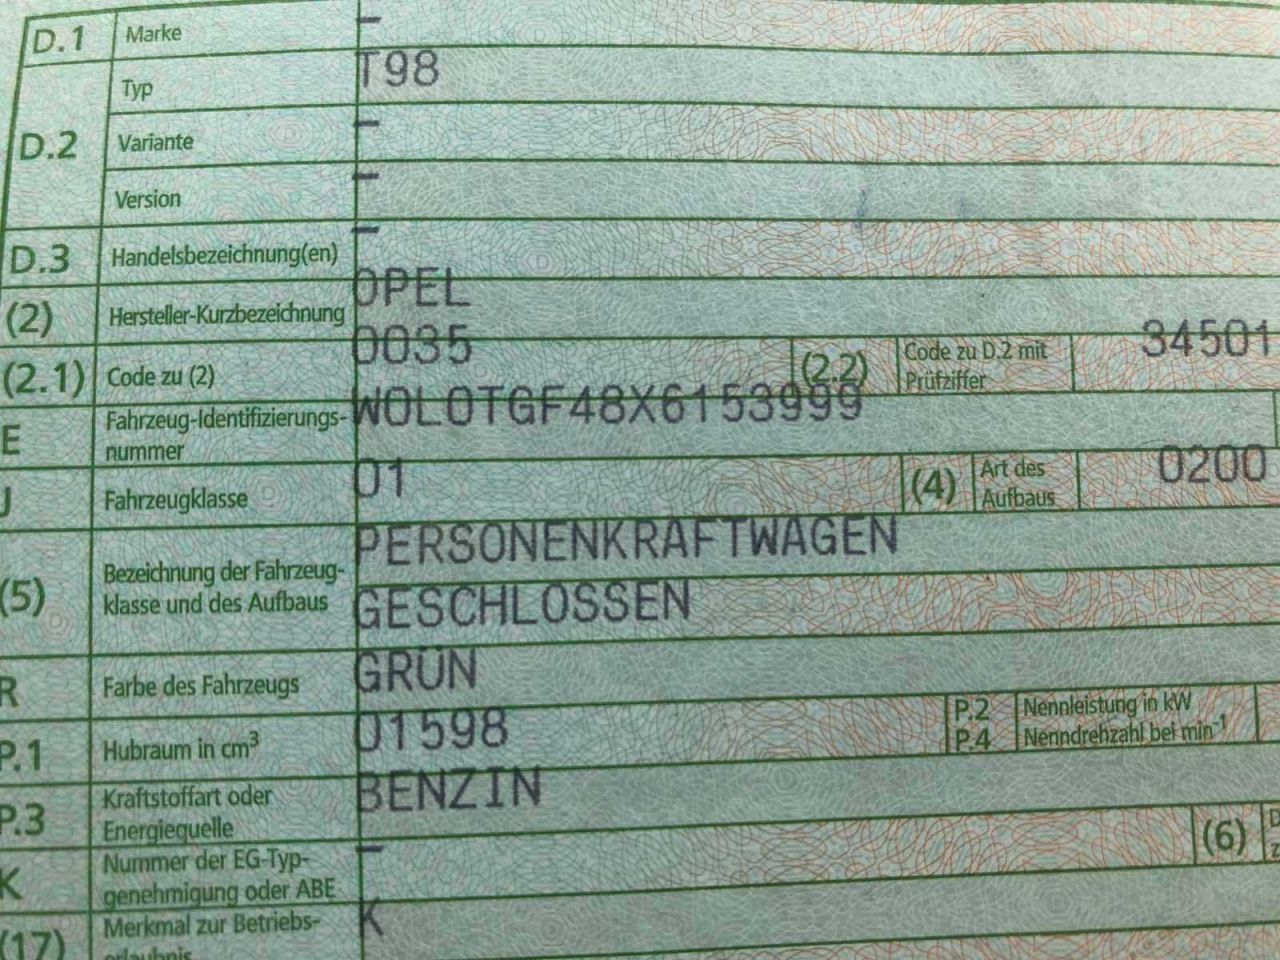 D.1 Marke –
D.2 Typ T98
Variante –
Version –
D.3 Handelsbezeichnung(en) –
(2) Hersteller-Kurzbezeichnung OPEL
(2.1) Code zu (2) 0035 (2.2) Code zu D.2 mit Prüfziffer 34501
E Fahrzeug-Identifizierungs-
nummer W0L0TGF48X6153999
J Fahrzeugklasse 01 (4) Art des Aufbaus 0200
(5) Bezeichnung der Fahrzeug- PERSONENKRAFTWAGEN
klasse und des Aufbaus GESCHLOSSEN
R Farbe des Fahrzeugs GRÜN
P.1 Hubraum in cm³ 01598 P.2 Nennleistung in kW
P.4 Nenndrehzahl bei min⁻¹
P.3 Kraftstoffart oder BENZIN
Energiequelle
K Nummer der EG-Typ- – (6)
genehmigung oder ABE
(17) Merkmal zur Betriebs- K
erlaubnis